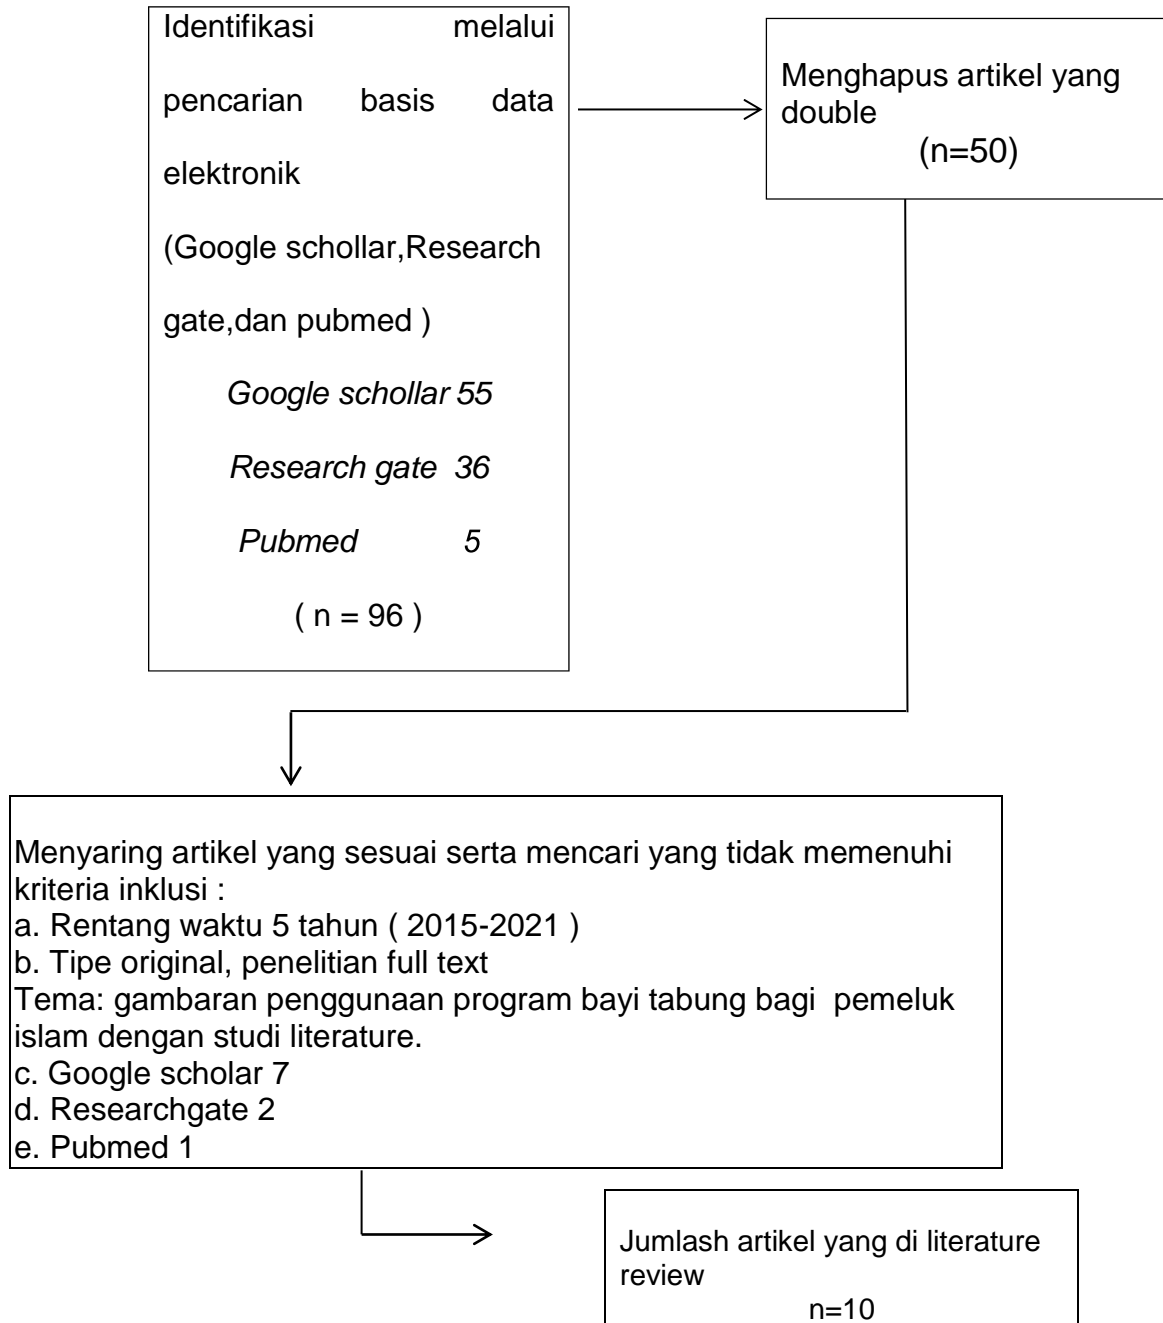 Identifikasi melalui
pencarian basis data
elektronik
(Google schollar,Research
gate,dan pubmed )
Google schollar 55
Research gate 36
Pubmed 5
( n = 96 )
Menghapus artikel yang
double
(n=50)
Menyaring artikel yang sesuai serta mencari yang tidak memenuhi
kriteria inklusi :
a. Rentang waktu 5 tahun ( 2015-2021 )
b. Tipe original, penelitian full text
Tema: gambaran penggunaan program bayi tabung bagi pemeluk
islam dengan studi literature.
c. Google scholar 7
d. Researchgate 2
e. Pubmed 1
Jumlash artikel yang di literature
review
n=10